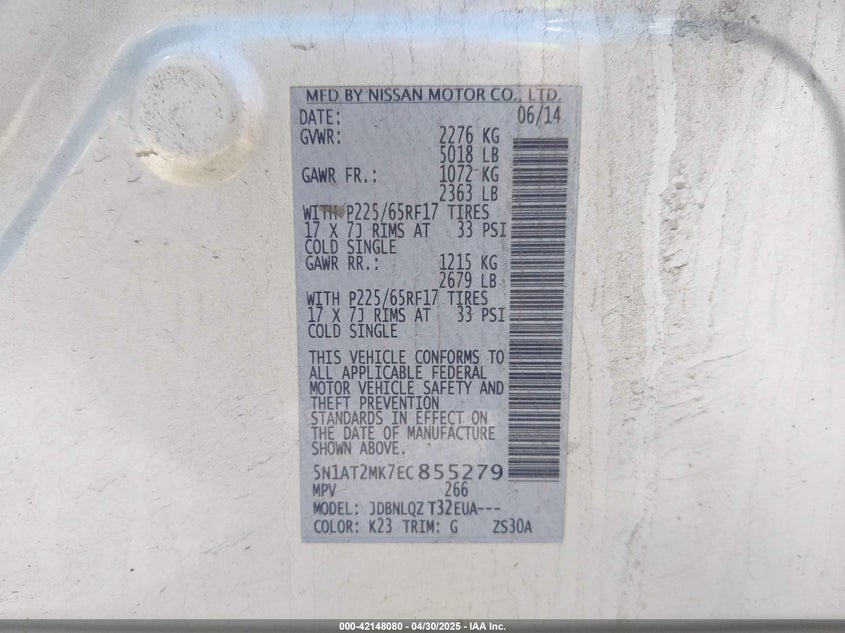 MFD BY NISSAN MOTOR CO., LTD.
DATE: 06/14
GVWR: 2276 KG
5018 LB
GAWR FR.: 1072 KG
2363 LB
WITH P225/65RF17 TIRES
17 X 7J RIMS AT 33 PSI
COLD SINGLE
GAWR RR.: 1215 KG
2679 LB
WITH P225/65RF17 TIRES
17 X 7J RIMS AT 33 PSI
COLD SINGLE
THIS VEHICLE CONFORMS TO
ALL APPLICABLE FEDERAL
MOTOR VEHICLE SAFETY AND
THEFT PREVENTION
STANDARDS IN EFFECT ON
THE DATE OF MANUFACTURE
SHOWN ABOVE.
5N1AT2MK7EC855279
MPV 266
MODEL: JDBNLQZ T32EUA---
COLOR: K23 TRIM: G ZS30A
000-42148080 - 04/30/2025 - IAA Inc.